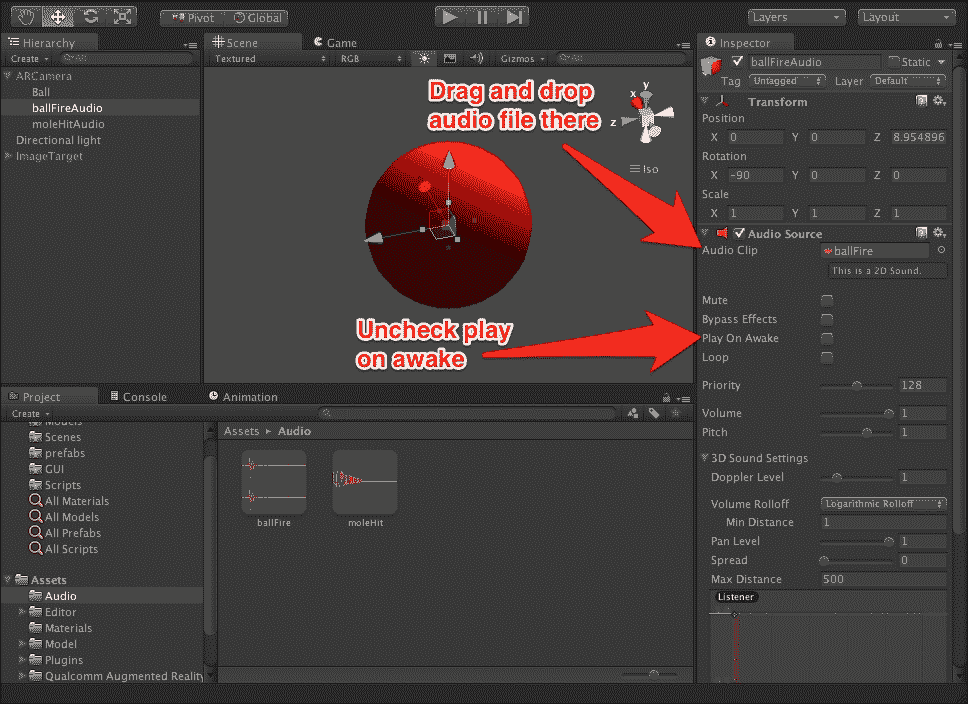 Pivot Global Layers Layout
Hierarchy
Create All
ARCamera
Ball
ballFireAudio
moleHitAudio
Directional light
ImageTarget
Scene Game
Textured RGB Gizmos All
Drag and drop
audio file there
x y z
Iso
Uncheck play
on awake
Inspector
ballFireAudio Static
Tag Untagged Layer Default
Transform
Position
X 0 Y 0 Z 8.954896
Rotation
X -90 Y 0 Z 0
Scale
X 1 Y 1 Z 1
Audio Source
Audio Clip ballFire
This is a 2D Sound.
Mute
Bypass Effects
Play On Awake
Loop
Priority 128
Volume 1
Pitch 1
3D Sound Settings
Doppler Level 1
Volume Rolloff Logarithmic Rolloff
Min Distance 1
Pan Level 1
Spread 0
Max Distance 500
Listener
Project Console Animation
Create
Models
Scenes
prefabs
GUI
Scripts
All Materials
All Models
All Prefabs
All Scripts
Assets
Audio
Editor
Materials
Model
Plugins
Qualcomm Augmented Reality
Assets ▸ Audio
ballFire moleHit